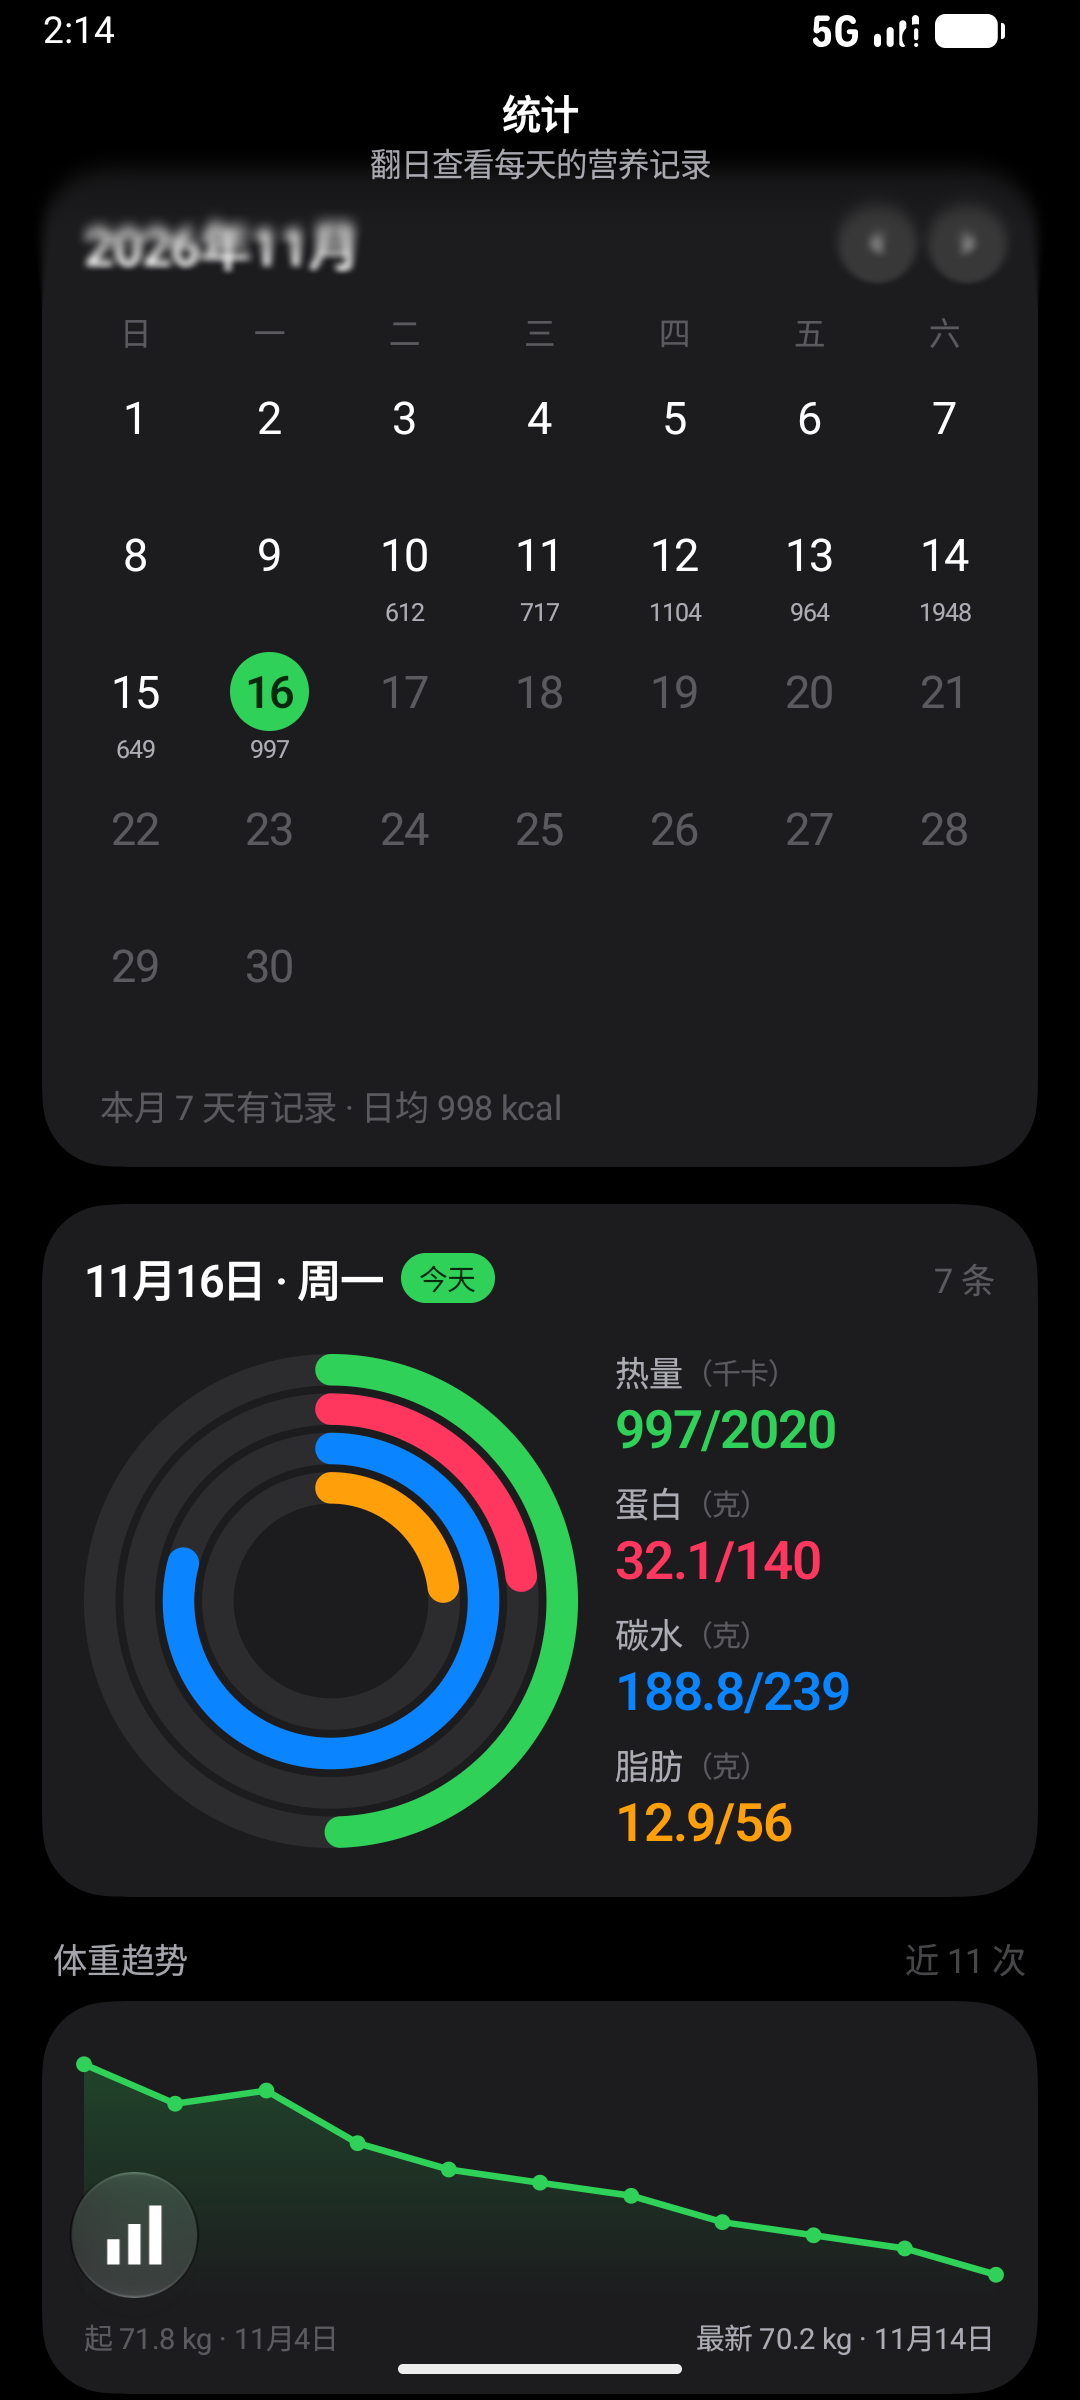 2:14
5G
统计
翻日查看每天的营养记录
2026年11月
日 一 二 三 四 五 六
1 2 3 4 5 6 7
8 9 10 11 12 13 14
612 717 1104 964 1948
15 16 17 18 19 20 21
649 997
22 23 24 25 26 27 28
29 30
本月 7 天有记录 · 日均 998 kcal
11月16日 · 周一 今天 7 条
热量（千卡）
997/2020
蛋白（克）
32.1/140
碳水（克）
188.8/239
脂肪（克）
12.9/56
体重趋势 近 11 次
起 71.8 kg · 11月4日 最新 70.2 kg · 11月14日